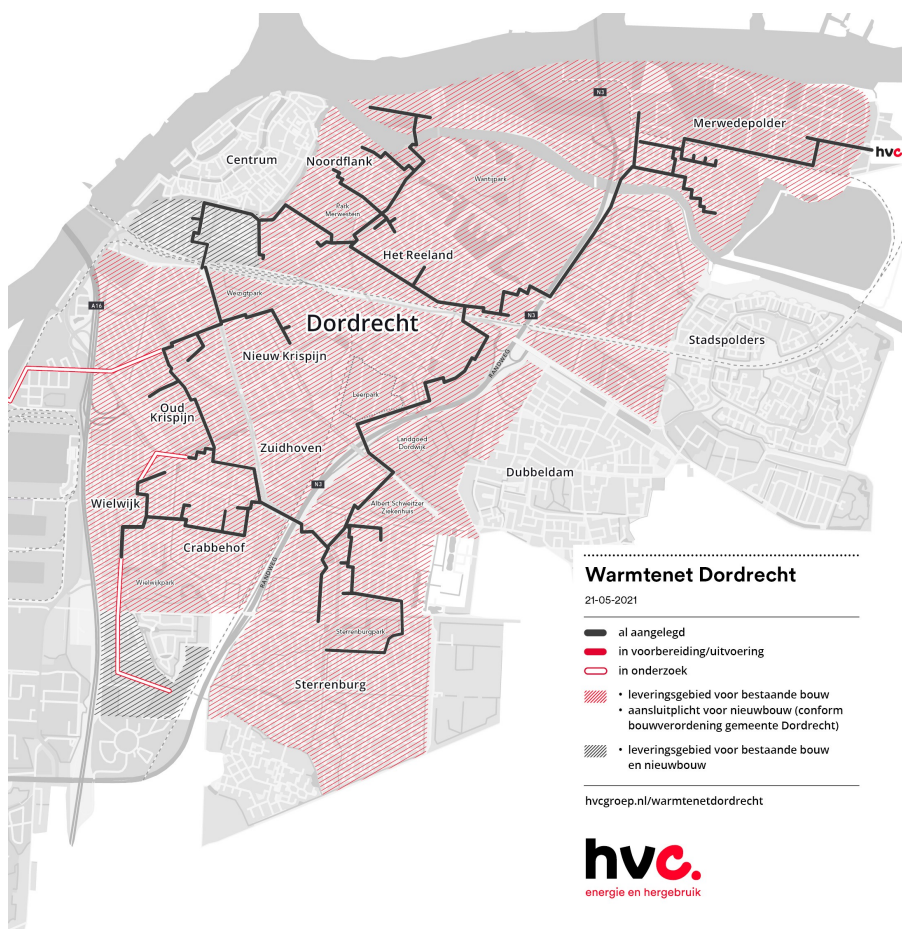 N3
Merwedepolder
hvc
Centrum
Noordflank
Wantijpark
Park
Merwestein
Het Reeland
Weizigtpark
A16
Dordrecht
N3
Stadspolders
RANDWEG
Nieuw Krispijn
Leerpark
Oud
Krispijn
Landgoed
Dordwijk
Zuidhoven
Dubbeldam
N3
Wielwijk
Albert Schweitzer
Ziekenhuis
Crabbehof
RANDWEG
Wielwijkpark
Sterrenburgpark
Sterrenburg
Warmtenet Dordrecht
21-05-2021
al aangelegd
in voorbereiding/uitvoering
in onderzoek
• leveringsgebied voor bestaande bouw
• aansluitplicht voor nieuwbouw (conform
bouwverordening gemeente Dordrecht)
• leveringsgebied voor bestaande bouw
en nieuwbouw
hvcgroep.nl/warmtenetdordrecht
hvc.
energie en hergebruik